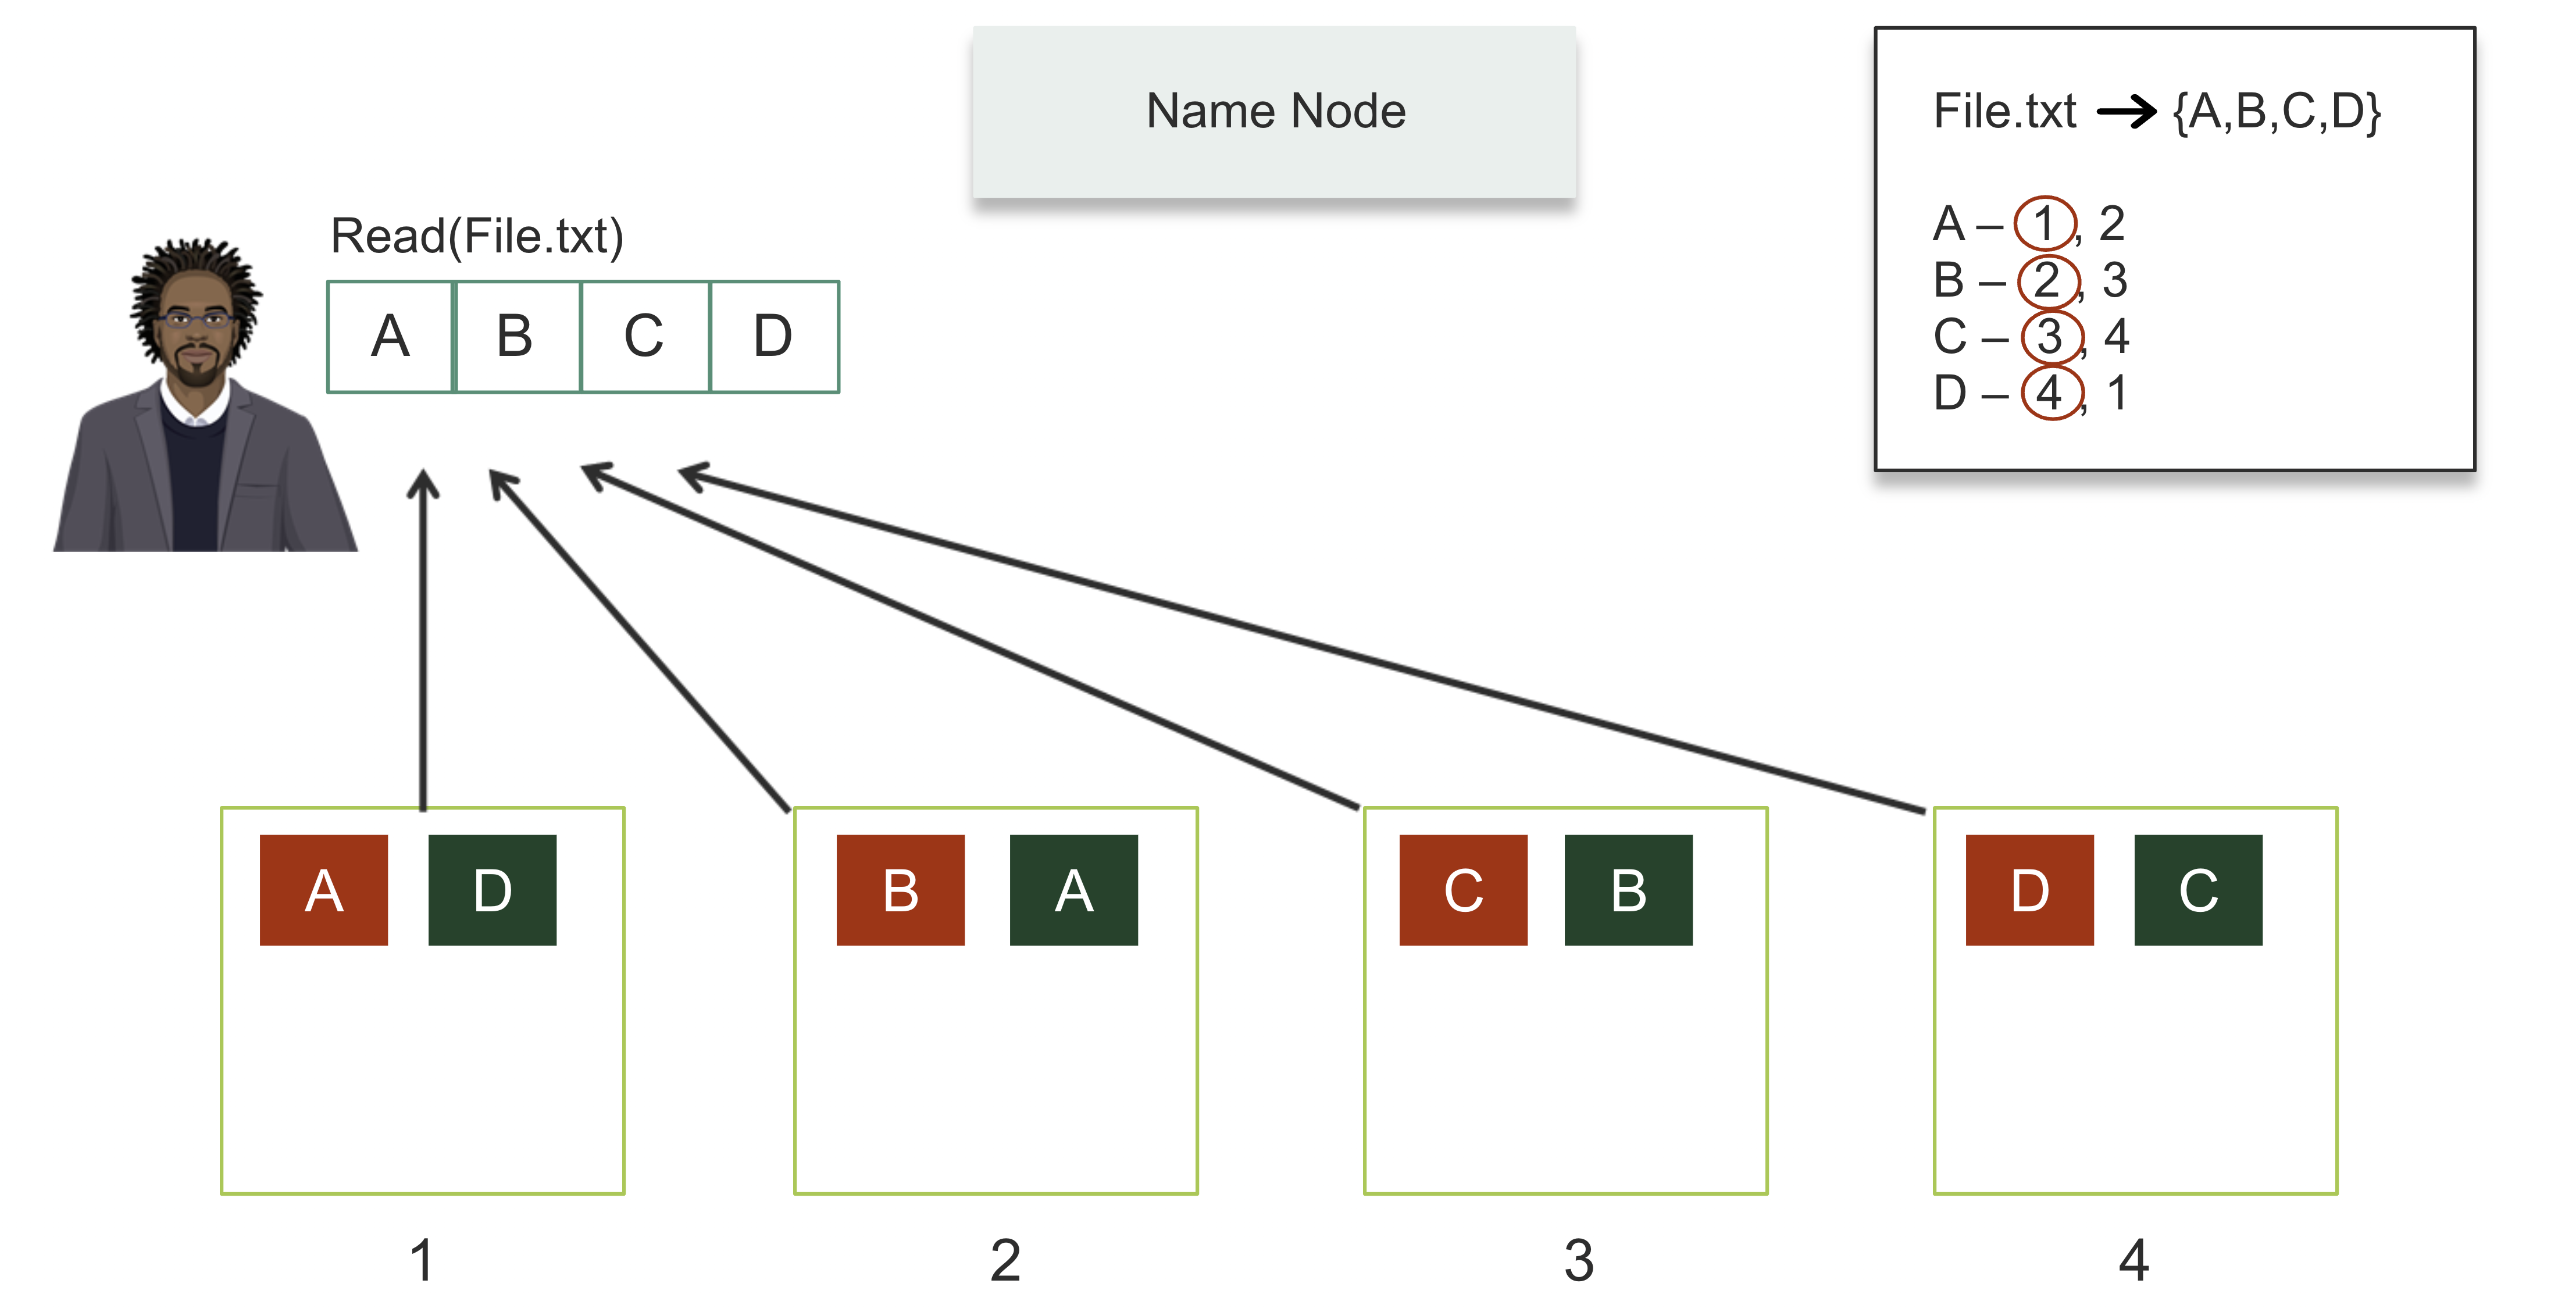 Name Node
File.txt → {A,B,C,D}
A – 1, 2
B – 2, 3
C – 3, 4
D – 4, 1
Read(File.txt)
A B C D
A D
B A
C B
D C
1
2
3
4